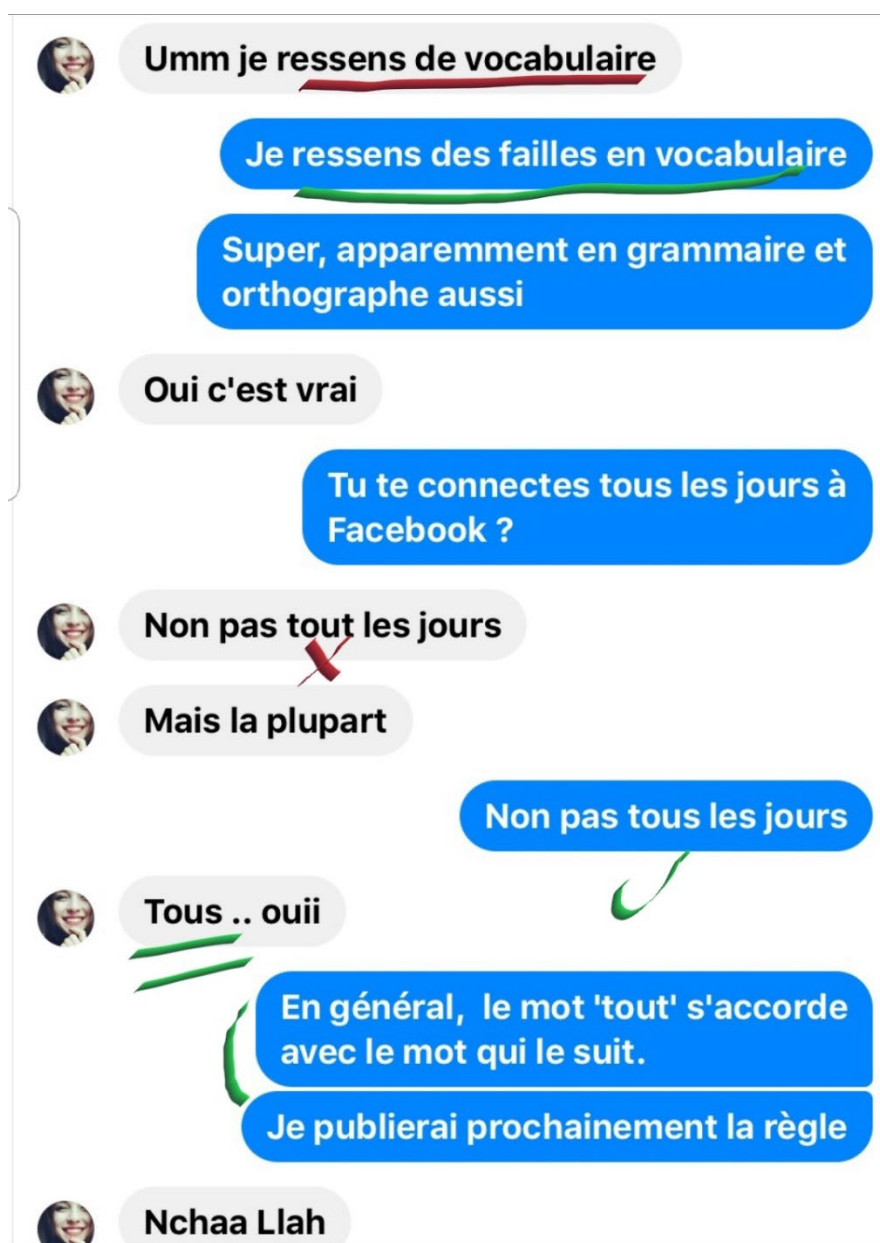 Umm je ressens de vocabulaire
Je ressens des failles en vocabulaire
Super, apparemment en grammaire et
orthographe aussi
Oui c'est vrai
Tu te connectes tous les jours à
Facebook ?
Non pas tout les jours
Mais la plupart
Non pas tous les jours
Tous .. ouii
En général,  le mot 'tout' s'accorde
avec le mot qui le suit.
Je publierai prochainement la règle
Nchaa Llah